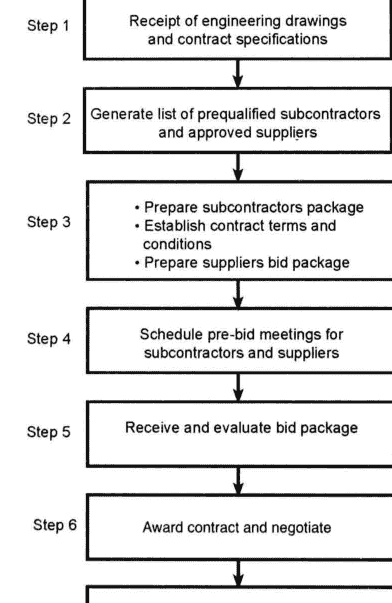 Step 1
Receipt of engineering drawings
and contract specifications
Step 2
Generate list of prequalified subcontractors
and approved suppliers
Step 3
• Prepare subcontractors package
• Establish contract terms and
conditions
• Prepare suppliers bid package
Step 4
Schedule pre-bid meetings for
subcontractors and suppliers
Step 5
Receive and evaluate bid package
Step 6
Award contract and negotiate